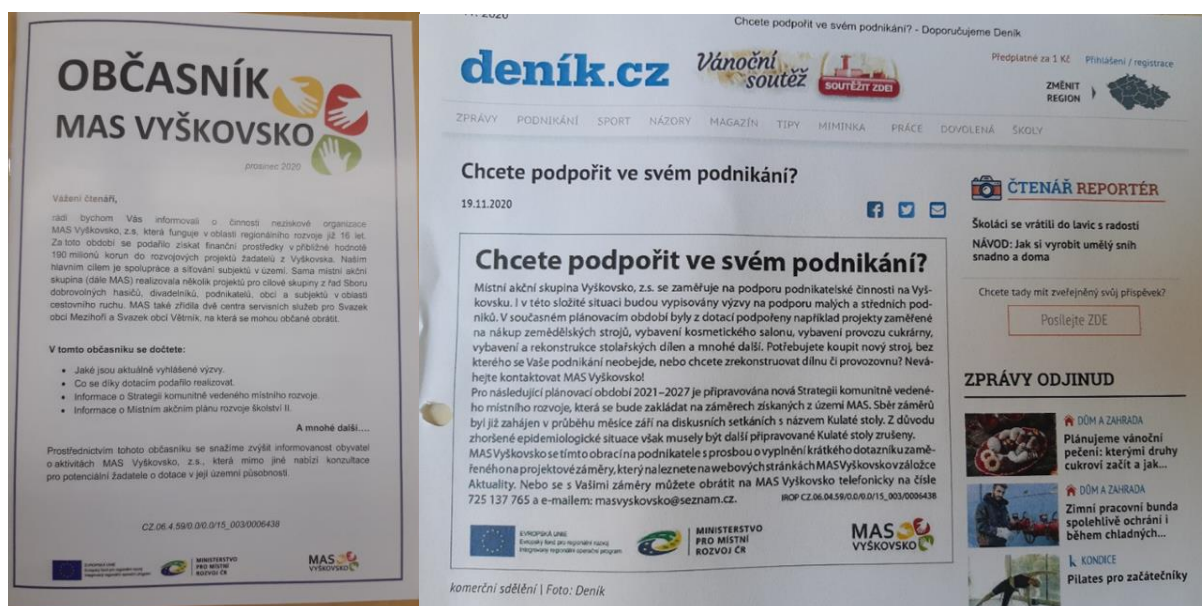 OBČASNÍK
MAS VYŠKOVSKO
prosinec 2020
Vážení čtenáři,
rádi bychom Vás informovali o činnosti neziskové organizace
MAS Vyškovsko, z.s. která funguje v oblasti regionálního rozvoje již 16 let.
Za toto období se podařilo získat finanční prostředky v přibližné hodnotě
190 milionů korun do rozvojových projektů žadatelů z Vyškovska. Naším
hlavním cílem je spolupráce a síťování subjektů v území. Sama místní akční
skupina (dále MAS) realizovala několik projektů pro cílové skupiny z řad Sboru
dobrovolných hasičů, divadelníků, podnikatelů, obcí a subjektů v oblasti
cestovního ruchu. MAS také zřídila dvě centra servisních služeb pro Svazek
obcí Mezihoří a Svazek obcí Větrník, na která se mohou občané obrátit.
V tomto občasníku se dočtete:
• Jaké jsou aktuálně vyhlášené výzvy.
• Co se díky dotacím podařilo realizovat.
• Informace o Strategii komunitně vedeného místního rozvoje.
• Informace o Místním akčním plánu rozvoje školství II.
A mnohé další....
Prostřednictvím tohoto občasníku se snažíme zvýšit informovanost obyvatel
o aktivitách MAS Vyškovsko, z.s., která mimo jiné nabízí konzultace
pro potenciální žadatele o dotace v její územní působnosti.
CZ.06.4.59/0.0/0.0/15_003/0006438
EVROPSKÁ UNIE
Evropský fond pro regionální rozvoj
Integrovaný regionální operační program
MINISTERSTVO
PRO MÍSTNÍ
ROZVOJ ČR
MAS
VYŠKOVSKO
2020
Chcete podpořit ve svém podnikání? - Doporučujeme Deník
deník.cz
Vánoční
soutěž
SOUTĚŽIT ZDE!
Předplatné za 1 Kč Přihlášení / registrace
ZMĚNIT
REGION
ZPRÁVY PODNIKÁNÍ SPORT NÁZORY MAGAZÍN TIPY MIMINKA PRÁCE DOVOLENÁ ŠKOLY
Chcete podpořit ve svém podnikání?
19.11.2020
Chcete podpořit ve svém podnikání?
Místní akční skupina Vyškovsko, z.s. se zaměřuje na podporu podnikatelské činnosti na Vyš-
kovsku. I v této složité situaci budou vypisovány výzvy na podporu malých a středních pod-
niků. V současném plánovacím období byly z dotací podpořeny například projekty zaměřené
na nákup zemědělských strojů, vybavení kosmetického salonu, vybavení provozu cukrárny,
vybavení a rekonstrukce stolařských dílen a mnohé další. Potřebujete koupit nový stroj, bez
kterého se Vaše podnikání neobejde, nebo chcete zrekonstruovat dílnu či provozovnu? Nevá-
hejte kontaktovat MAS Vyškovsko!
Pro následující plánovací období 2021–2027 je připravována nová Strategii komunitně vedené-
ho místního rozvoje, která se bude zakládat na záměrech získaných z území MAS. Sběr záměrů
byl již zahájen v průběhu měsíce září na diskusních setkáních s názvem Kulaté stoly. Z důvodu
zhoršené epidemiologické situace však musely být další připravované Kulaté stoly zrušeny.
MAS Vyškovsko se tímto obrací na podnikatele s prosbou o vyplnění krátkého dotazníku zamě-
řeného na projektové záměry, který naleznete na webových stránkách MAS Vyškovsko v záložce
Aktuality. Nebo se s Vašimi záměry můžete obrátit na MAS Vyškovsko telefonicky na čísle
725 137 765 a e-mailem: masvyskovsko@seznam.cz. IROP CZ.06.04.59/0.0/0.0/15_003/0006438
EVROPSKÁ UNIE
Evropský fond pro regionální rozvoj
Integrovaný regionální operační program
MINISTERSTVO
PRO MÍSTNÍ
ROZVOJ ČR
MAS
VYŠKOVSKO
komerční sdělení | Foto: Deník
ČTENÁŘ REPORTÉR
Školáci se vrátili do lavic s radostí
NÁVOD: Jak si vyrobit umělý sníh
snadno a doma
Chcete tady mít zveřejněný svůj příspěvek?
Posílejte ZDE
ZPRÁVY ODJINUD
DŮM A ZAHRADA
Plánujeme vánoční
pečení: kterými druhy
cukroví začít a jak...
DŮM A ZAHRADA
Zimní pracovní bunda
spolehlivě ochrání i
během chladných...
KONDICE
Pilates pro začátečníky